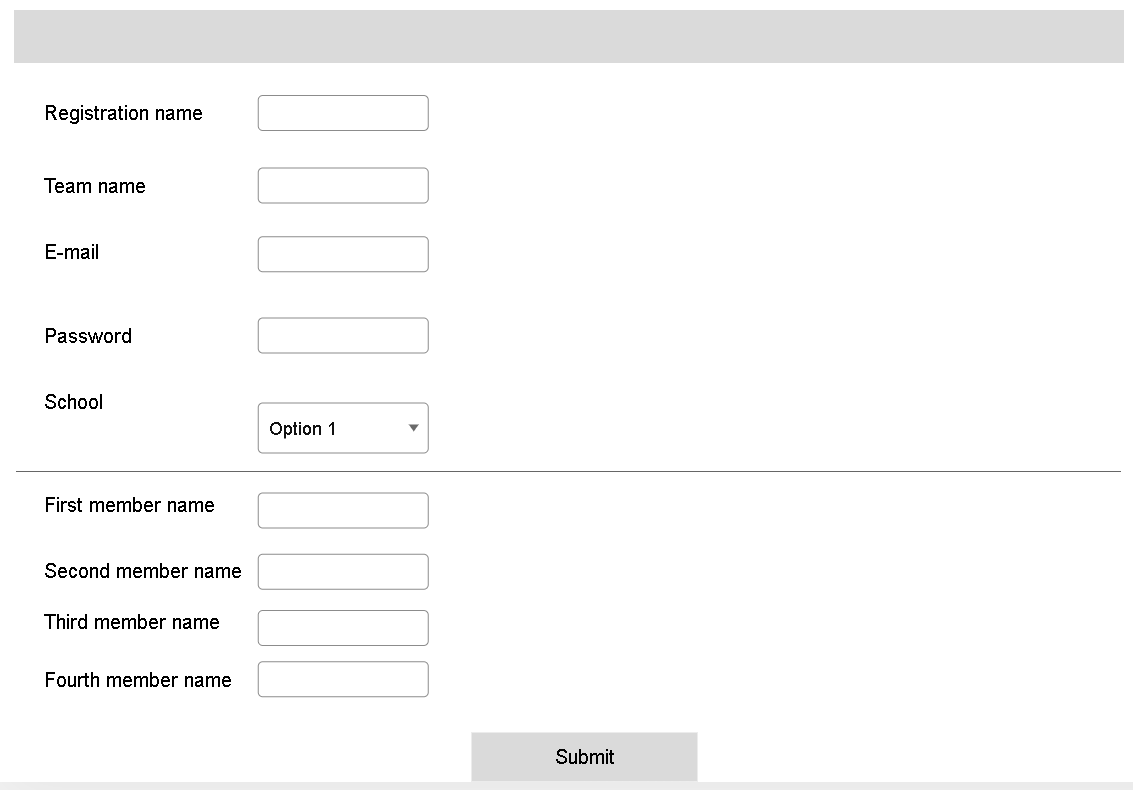 Registration name
Team name
E-mail
Password
School
Option 1
First member name
Second member name
Third member name
Fourth member name
Submit